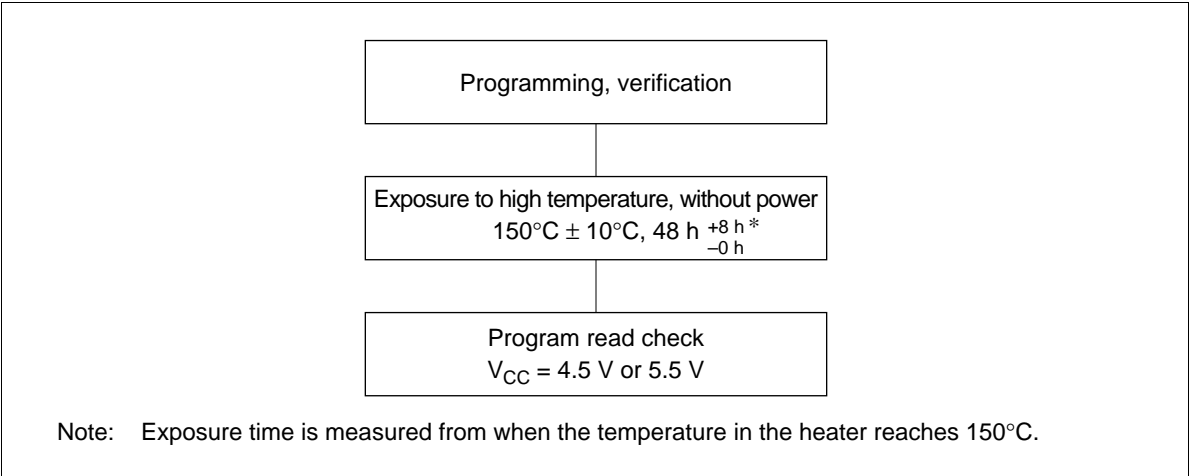 Programming, verification
Exposure to high temperature, without power
150°C ± 10°C, 48 h +8 h *
–0 h
Program read check
VCC = 4.5 V or 5.5 V
Note: Exposure time is measured from when the temperature in the heater reaches 150°C.